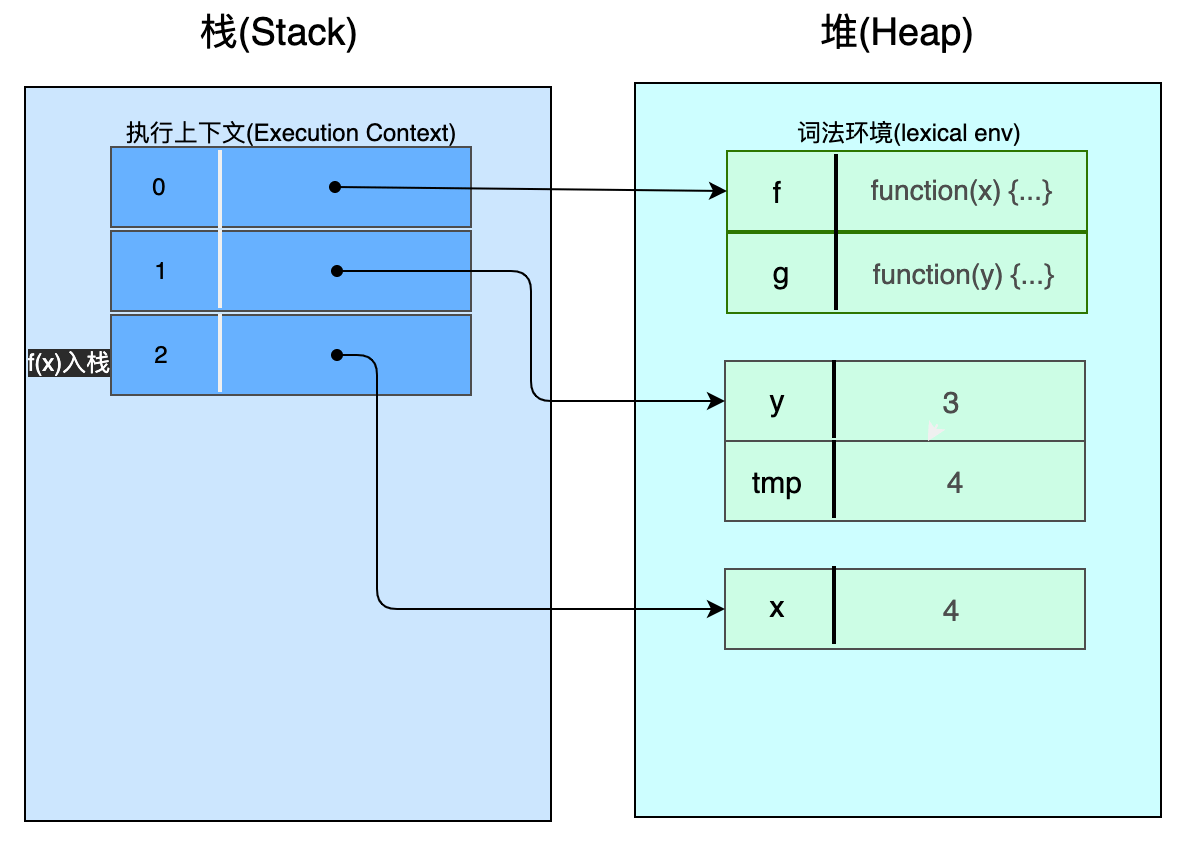 栈(Stack)
堆(Heap)
执行上下文(Execution Context)
词法环境(lexical env)
0
f
function(x) {...}
1
g
function(y) {...}
f(x)入栈
2
y
3
tmp
4
x
4